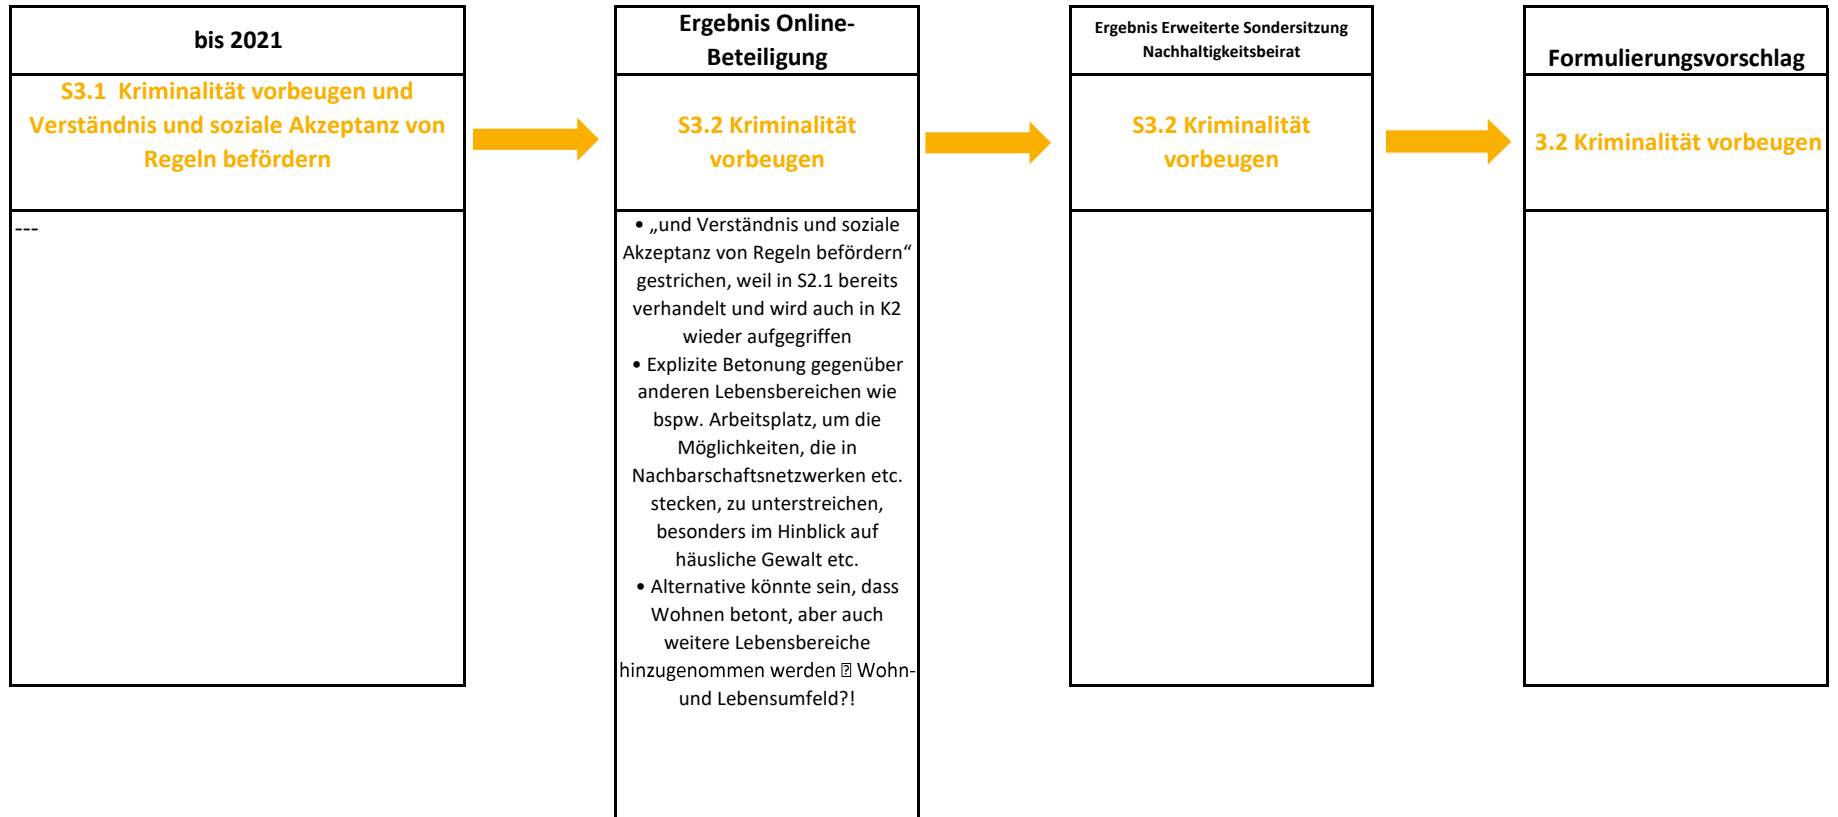 bis 2021
S3.1  Kriminalität vorbeugen und
Verständnis und soziale Akzeptanz von
Regeln befördern
---
Ergebnis Online-
Beteiligung
S3.2 Kriminalität
vorbeugen
• „und Verständnis und soziale
Akzeptanz von Regeln befördern“
gestrichen, weil in S2.1 bereits
verhandelt und wird auch in K2
wieder aufgegriffen
• Explizite Betonung gegenüber
anderen Lebensbereichen wie
bspw. Arbeitsplatz, um die
Möglichkeiten, die in
Nachbarschaftsnetzwerken etc.
stecken, zu unterstreichen,
besonders im Hinblick auf
häusliche Gewalt etc.
• Alternative könnte sein, dass
Wohnen betont, aber auch
weitere Lebensbereiche
hinzugenommen werden ⍰ Wohn-
und Lebensumfeld?!
Ergebnis Erweiterte Sondersitzung
Nachhaltigkeitsbeirat
S3.2 Kriminalität
vorbeugen
Formulierungsvorschlag
3.2 Kriminalität vorbeugen